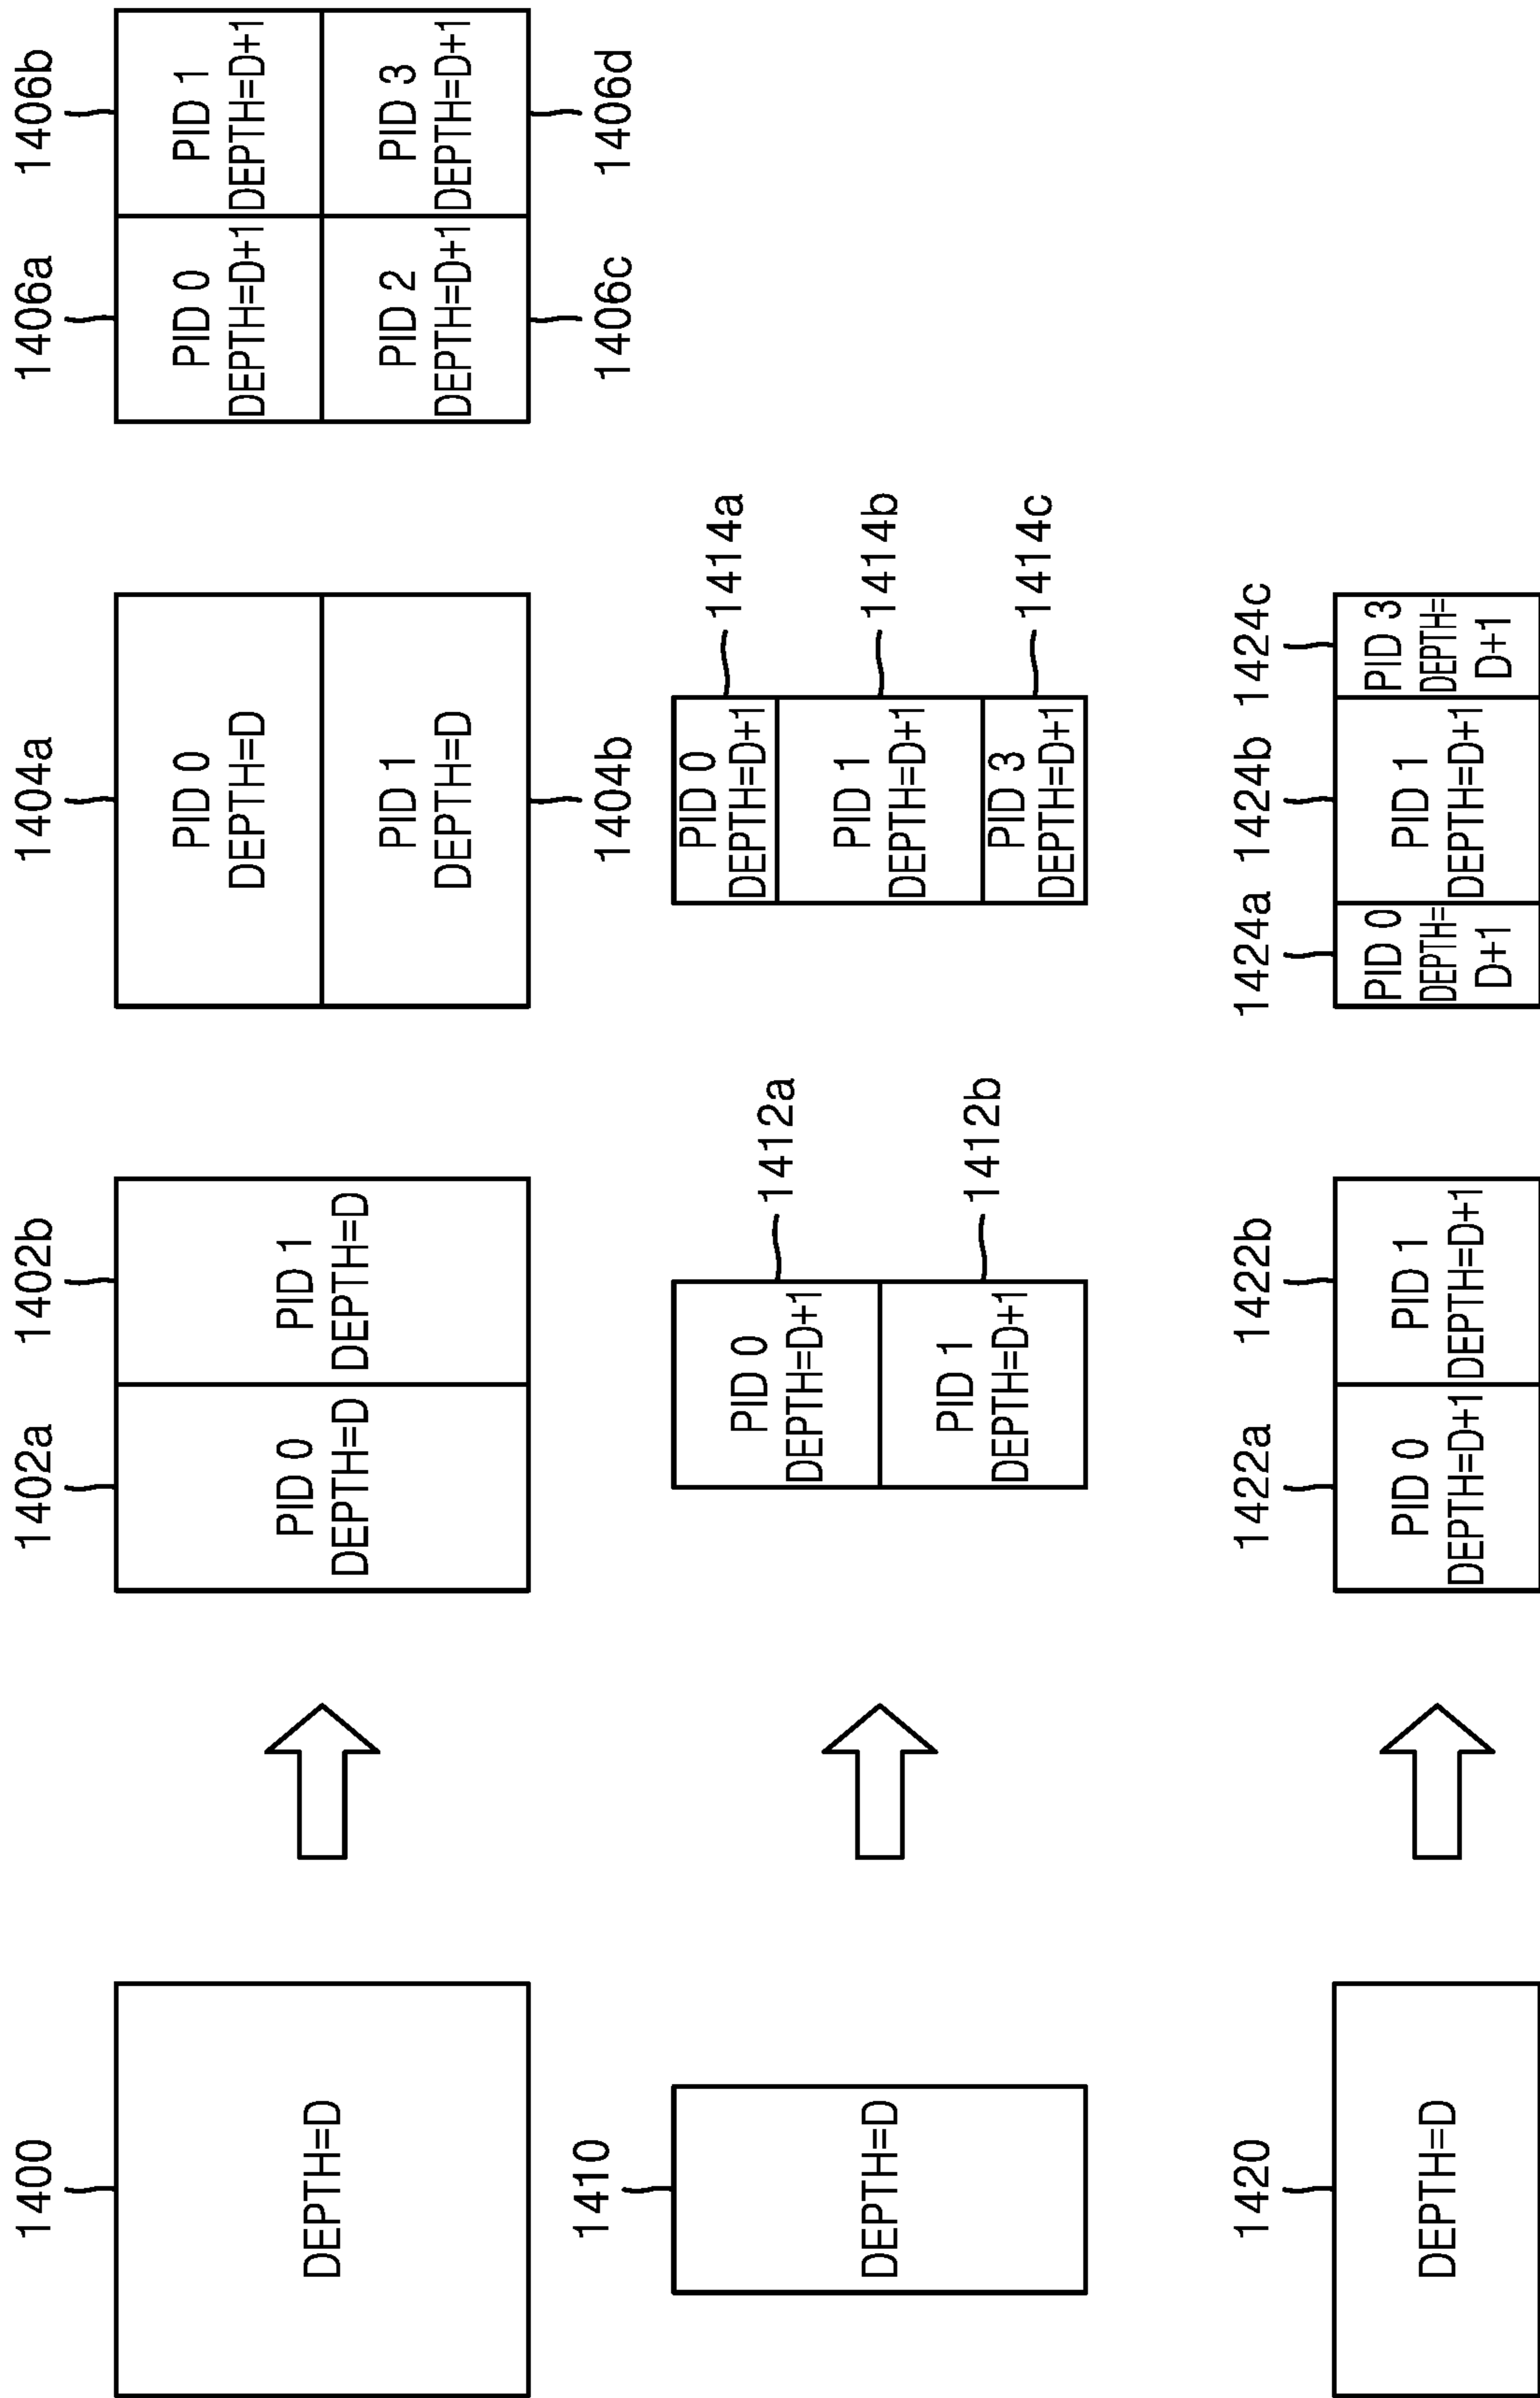 1400
DEPTH=D
1402a
1402b
PID 0
DEPTH=D
PID 1
DEPTH=D
1404a
PID 0
DEPTH=D
PID 1
DEPTH=D
1404b
1406a
1406b
PID 0
DEPTH=D+1
PID 1
DEPTH=D+1
PID 2
DEPTH=D+1
PID 3
DEPTH=D+1
1406c
1406d
1410
DEPTH=D
PID 0
DEPTH=D+1
1412a
PID 1
DEPTH=D+1
1412b
PID 0
DEPTH=D+1
1414a
PID 1
DEPTH=D+1
1414b
PID 3
DEPTH=D+1
1414c
1420
DEPTH=D
1422a
1422b
PID 0
DEPTH=D+1
PID 1
DEPTH=D+1
1424a
1424b
1424c
PID 0
DEPTH=
D+1
PID 1
DEPTH=D+1
PID 3
DEPTH=
D+1